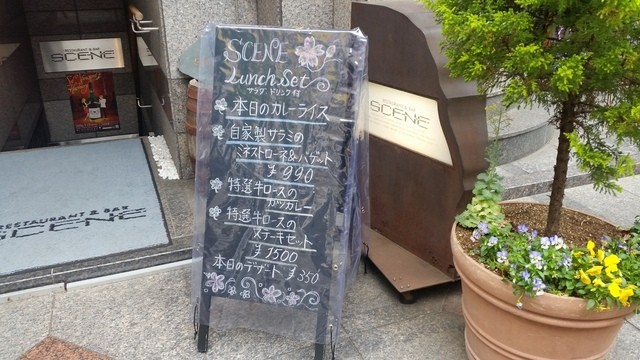 RESTAURANT & BAR
SCENE
RESTAURANT & BAR
SCENE
SCENE
Lunch Set
サラダ ドリンク付
本日のカレーライス
自家製サラミの
ミネストローネ&バゲット
¥990
特選牛ロースの
カツカレー
特選牛ロースの
ステーキセット
¥1500
本日のデザート ¥350
RESTAURANT & BAR
SCENE